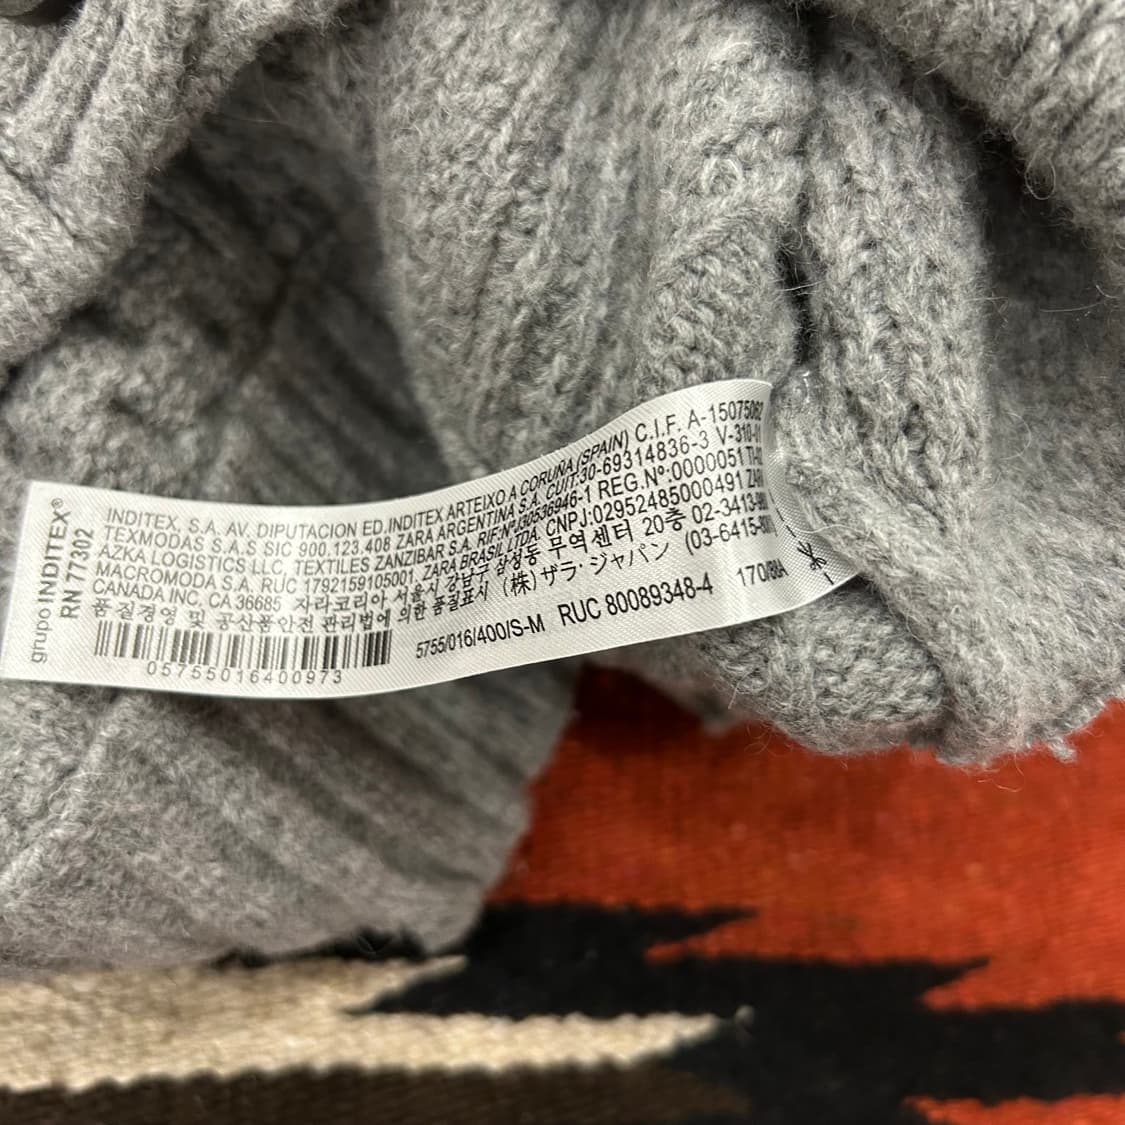 grupo INDITEX®
RN 77302
INDITEX, S.A. AV. DIPUTACION ED.INDITEX ARTEIXO A CORUÑA (SPAIN) C.I.F. A-15075062
TEXMODAS S.A.S SIC 900.123.408 ZARA ARGENTINA S.A. CUIT:30-69314836-3 V-310-01
AZKA LOGISTICS LLC, TEXTILES ZANZIBAR S.A. RIF:Nº J30536946-1 REG.Nº:0000051
MACROMODA S.A. RUC 1792159105001, ZARA BRASIL LTDA. CNPJ:02952485000491
CANADA INC, CA 36685 자라코리아 서울시 강남구 삼성동 무역센터 20층 02-3413-
품질경영 및 공산품안전 관리법에 의한 품질표시 (株)ザラ・ジャパン (03-6415-
05755016400973
5755/016/400/S-M RUC 80089348-4 170/88A